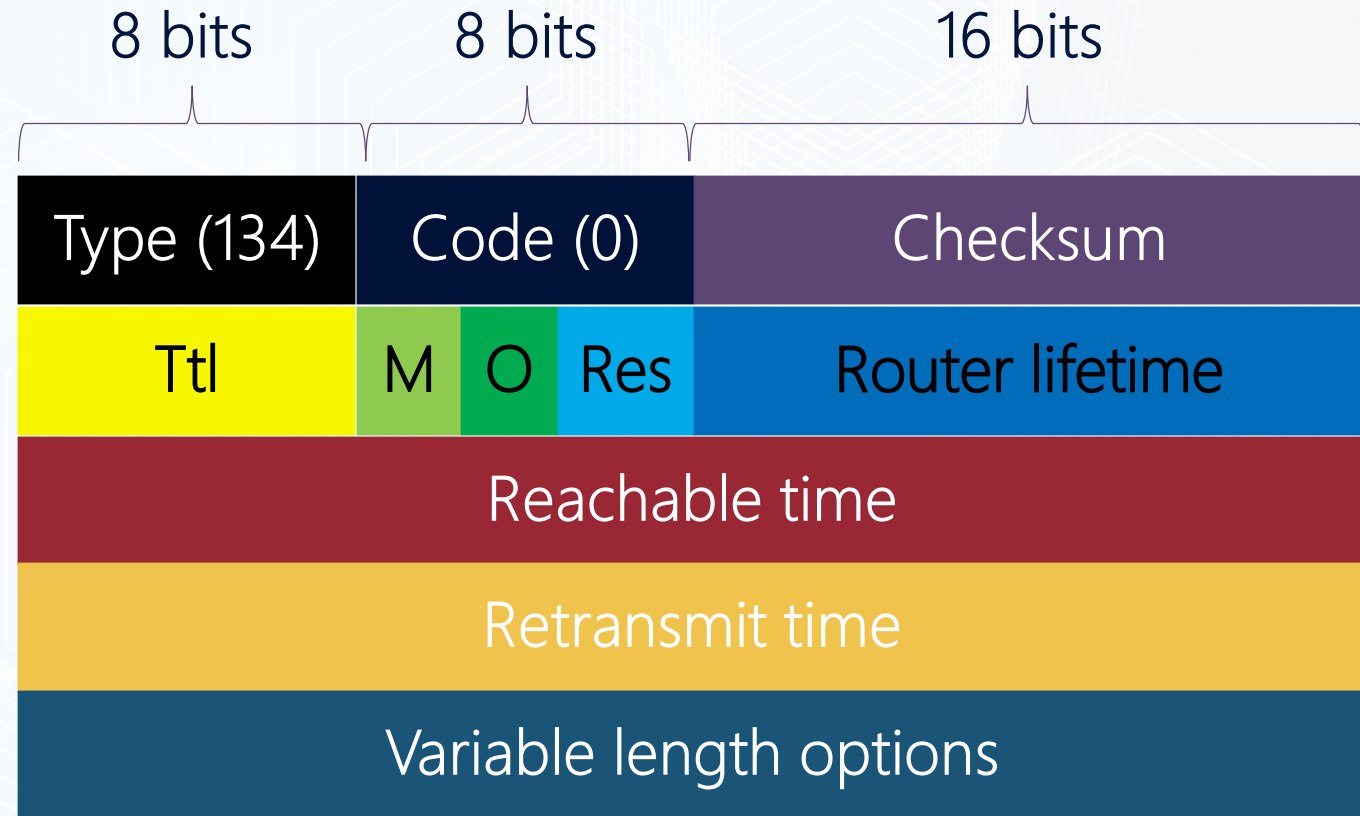 8 bits 8 bits 16 bits
Type (134) Code (0) Checksum
Ttl M O Res Router lifetime
Reachable time
Retransmit time
Variable length options